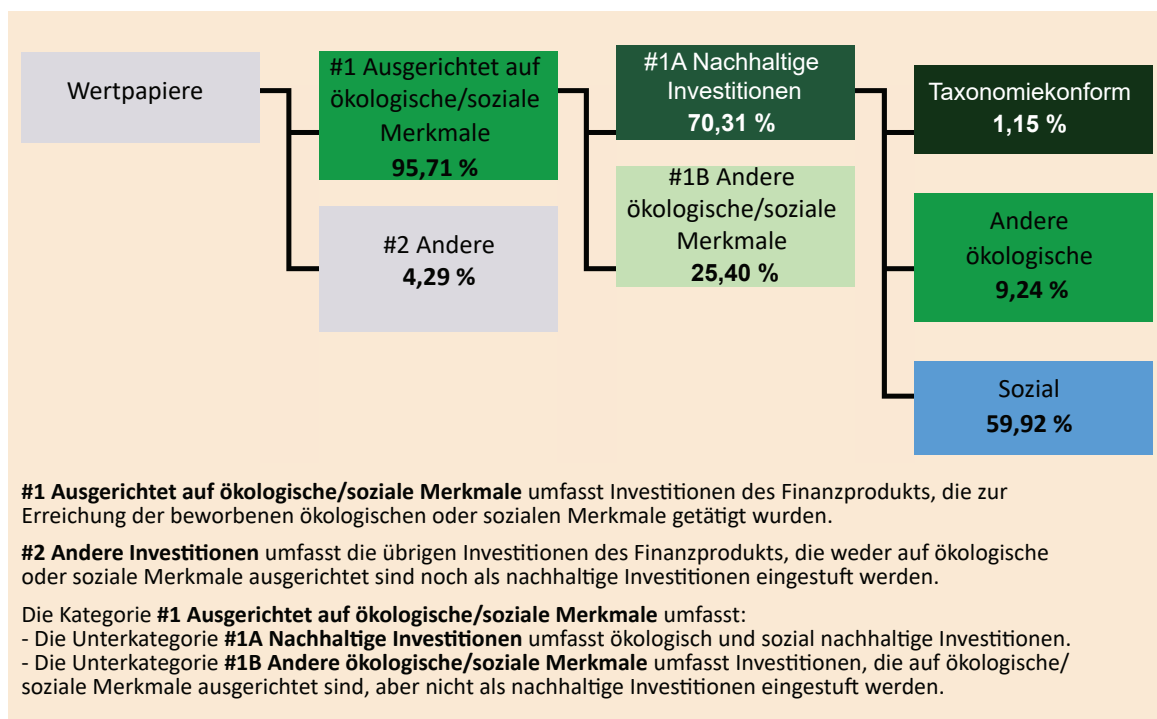 Wertpapiere
#1 Ausgerichtet auf
ökologische/soziale
Merkmale
95,71 %
#2 Andere
4,29 %
#1A Nachhaltige
Investitionen
70,31 %
#1B Andere
ökologische/soziale
Merkmale
25,40 %
Taxonomiekonform
1,15 %
Andere
ökologische
9,24 %
Sozial
59,92 %
#1 Ausgerichtet auf ökologische/soziale Merkmale umfasst Investitionen des Finanzprodukts, die zur
Erreichung der beworbenen ökologischen oder sozialen Merkmale getätigt wurden.
#2 Andere Investitionen umfasst die übrigen Investitionen des Finanzprodukts, die weder auf ökologische
oder soziale Merkmale ausgerichtet sind noch als nachhaltige Investitionen eingestuft werden.
Die Kategorie #1 Ausgerichtet auf ökologische/soziale Merkmale umfasst:
- Die Unterkategorie #1A Nachhaltige Investitionen umfasst ökologisch und sozial nachhaltige Investitionen.
- Die Unterkategorie #1B Andere ökologische/soziale Merkmale umfasst Investitionen, die auf ökologische/
soziale Merkmale ausgerichtet sind, aber nicht als nachhaltige Investitionen eingestuft werden.